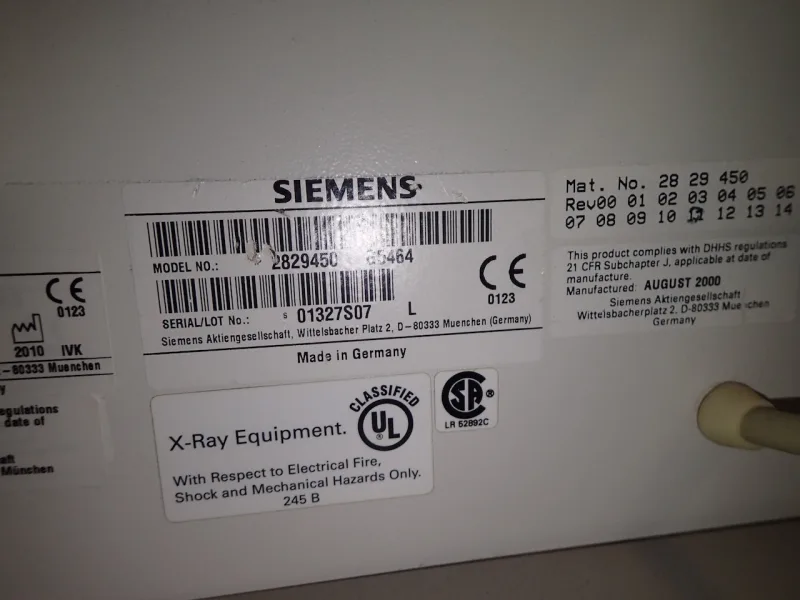 SIEMENS
MODEL NO.: 2829450 G5464
SERIAL/LOT No.: S 01327S07 L
CE
0123
Siemens Aktiengesellschaft, Wittelsbacher Platz 2, D-80333 Muenchen (Germany)
Made in Germany
Mat. No. 28 29 450
Rev00 01 02 03 04 05 06
07 08 09 10 12 13 14
This product complies with DHHS regulations
21 CFR Subchapter J, applicable at date of
manufacture.
Manufactured: AUGUST 2000
Siemens Aktiengesellschaft
Wittelsbacherplatz 2, D-80333 Muenchen
Germany
CE
0123
2010 IVK
-80333 Muenchen
y
egulations
date of
aft
München
X-Ray Equipment.
CLASSIFIED
UL ®
With Respect to Electrical Fire,
Shock and Mechanical Hazards Only.
245 B
SA ®
LR 52892C